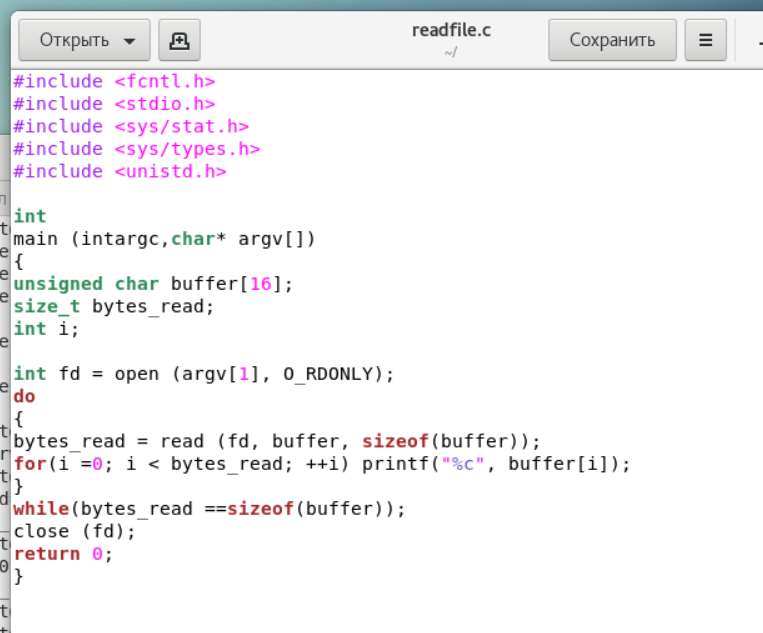 Открыть
readfile.c
~/
Сохранить
#include <fcntl.h>
#include <stdio.h>
#include <sys/stat.h>
#include <sys/types.h>
#include <unistd.h>
int
main (intargc,char* argv[])
{
unsigned char buffer[16];
size_t bytes_read;
int i;
int fd = open (argv[1], O_RDONLY);
do
{
bytes_read = read (fd, buffer, sizeof(buffer));
for(i =0; i < bytes_read; ++i) printf("%c", buffer[i]);
}
while(bytes_read ==sizeof(buffer));
close (fd);
return 0;
}